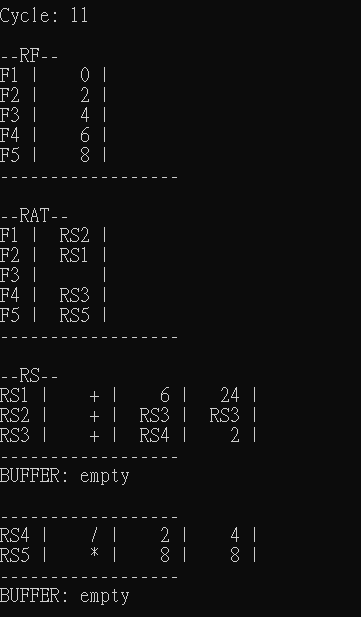 Cycle: 11
--RF--
F1 |     0 |
F2 |     2 |
F3 |     4 |
F4 |     6 |
F5 |     8 |
------------------
--RAT--
F1 |   RS2 |
F2 |   RS1 |
F3 |       |
F4 |   RS3 |
F5 |   RS5 |
------------------
--RS--
RS1 |     + |     6 |    24 |
RS2 |     + |   RS3 |   RS3 |
RS3 |     + |   RS4 |     2 |
------------------
BUFFER: empty
------------------
RS4 |     / |     2 |     4 |
RS5 |     * |     8 |     8 |
------------------
BUFFER: empty